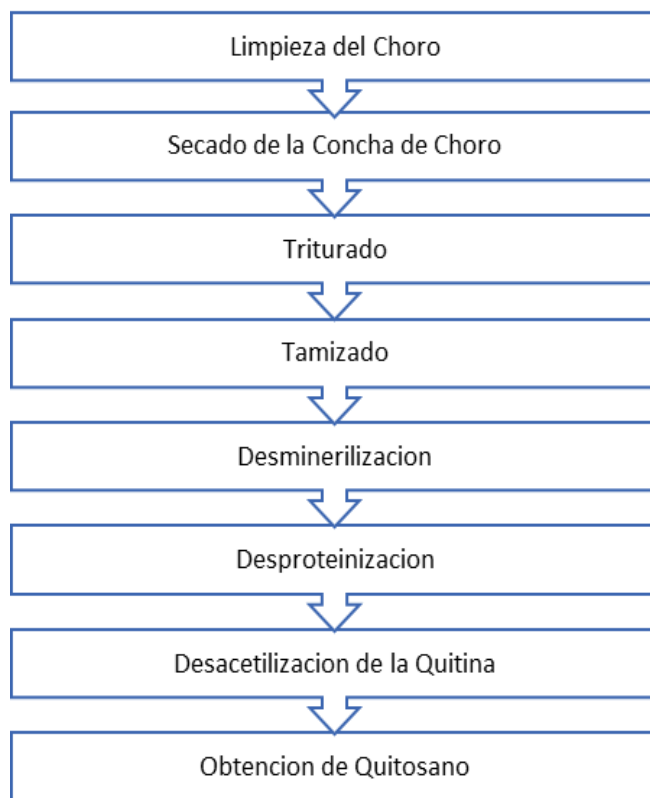 Limpieza del Choro
Secado de la Concha de Choro
Triturado
Tamizado
Desminerilizacion
Desproteinizacion
Desacetilizacion de la Quitina
Obtencion de Quitosano